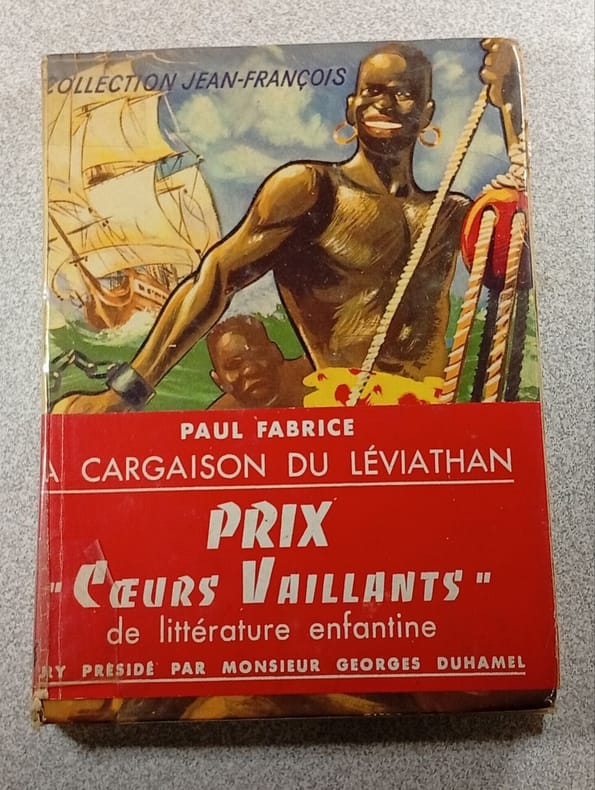 COLLECTION JEAN-FRANÇOIS
PAUL FABRICE
A CARGAISON DU LÉVIATHAN
PRIX
"CŒURS VAILLANTS"
de littérature enfantine
RY PRÉSIDÉ PAR MONSIEUR GEORGES DUHAMEL